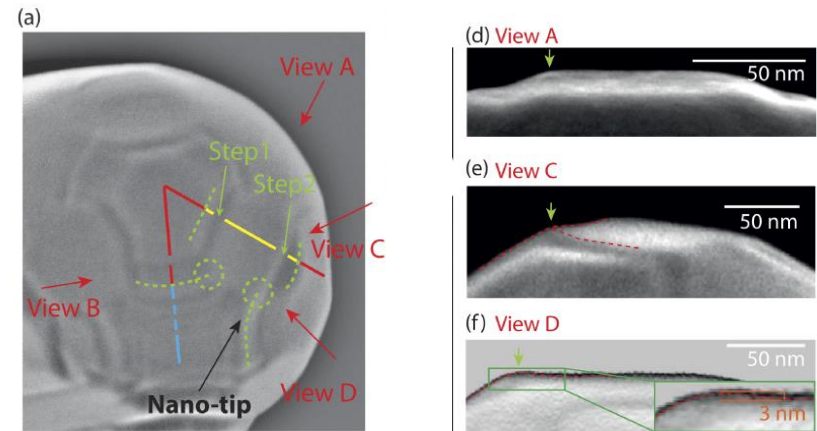 (a)
View A
Step1
Step2
View C
View B
View D
Nano-tip
(d) View A
50 nm
(e) View C
50 nm
(f) View D
50 nm
3 nm